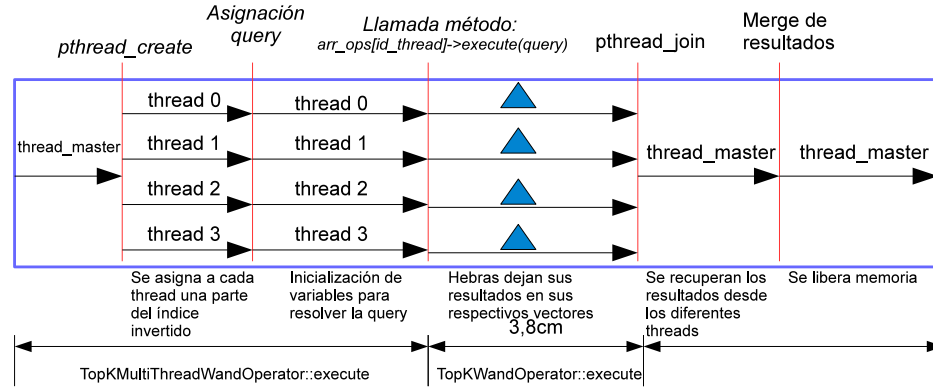 Asignación
query
Llamada método:
arr_ops[id_thread]->execute(query)
Merge de
resultados
pthread_create
pthread_join
thread 0
thread 0
thread_master
thread 1
thread 1
thread_master
thread_master
thread 2
thread 2
thread 3
thread 3
Se asigna a cada
thread una parte
del índice
invertido
Inicialización de
variables para
resolver la query
Hebras dejan sus
resultados en sus
respectivos vectores
Se recuperan los
resultados desde
los diferentes
threads
Se libera memoria
3,8cm
TopKMultiThreadWandOperator::execute
TopKWandOperator::execute